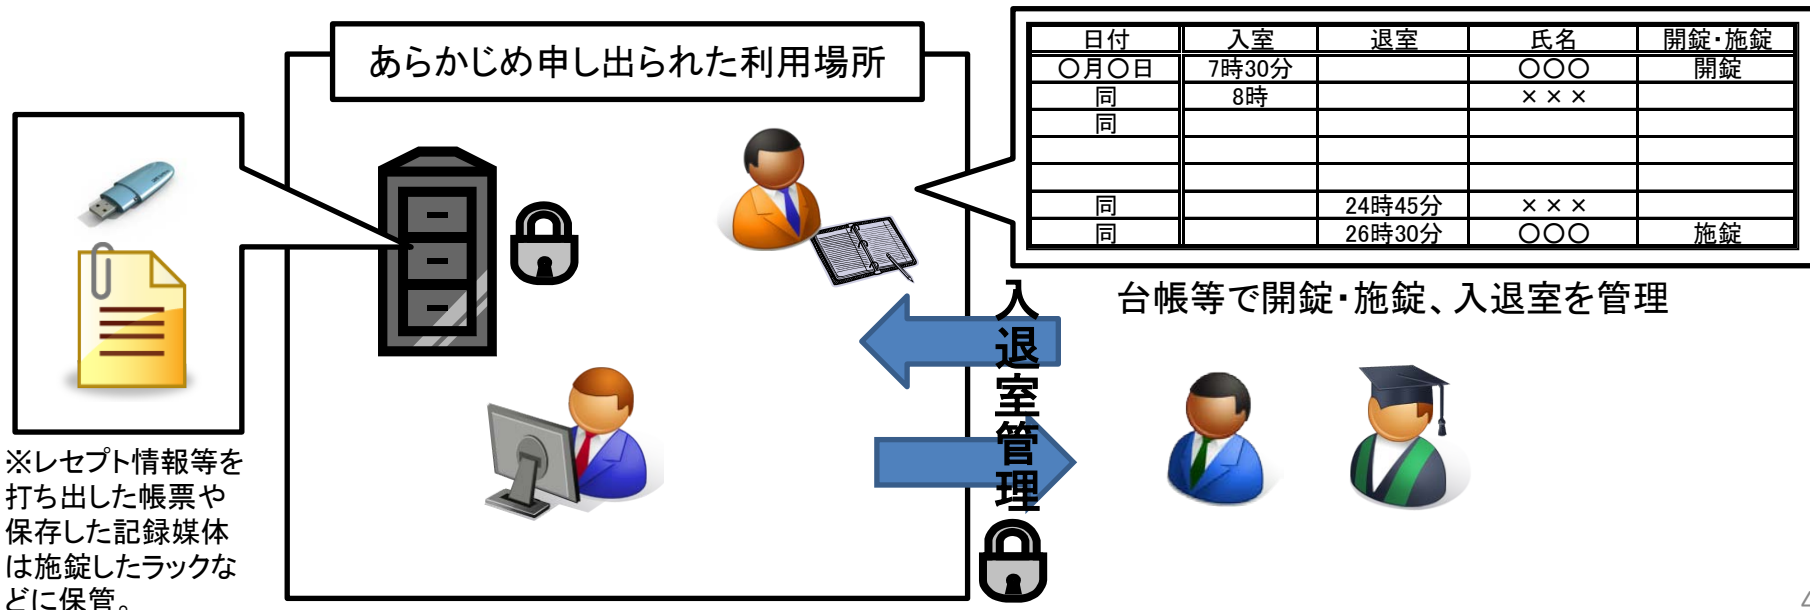 あらかじめ申し出られた利用場所
日付 入室 退室 氏名 開錠・施錠
〇月〇日 7時30分 〇〇〇 開錠
同 8時 ×××
同
同 24時45分 ×××
同 26時30分 〇〇〇 施錠
台帳等で開錠・施錠、入退室を管理
入退室管理
※レセプト情報等を
打ち出した帳票や
保存した記録媒体
は施錠したラックな
どに保管。